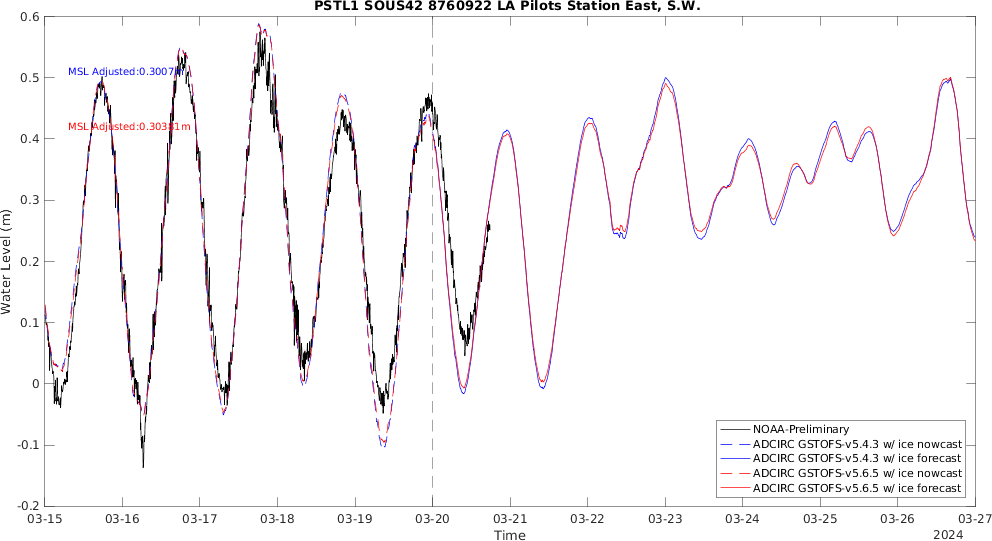 PSTL1 SOUS42 8760922 LA Pilots Station East, S.W.
0.6
0.5
0.4
0.3
0.2
0.1
0
-0.1
-0.2
Water Level (m)
MSL Adjusted:0.3007
MSL Adjusted:
NOAA-Preliminary
ADCIRC GSTOFS-v5.4.3 w/ ice nowcast
ADCIRC GSTOFS-v5.4.3 w/ ice forecast
ADCIRC GSTOFS-v5.6.5 w/ ice nowcast
ADCIRC GSTOFS-v5.6.5 w/ ice forecast
03-15 03-16 03-17 03-18 03-19 03-20 03-21 03-22 03-23 03-24 03-25 03-26 03-27
Time
2024